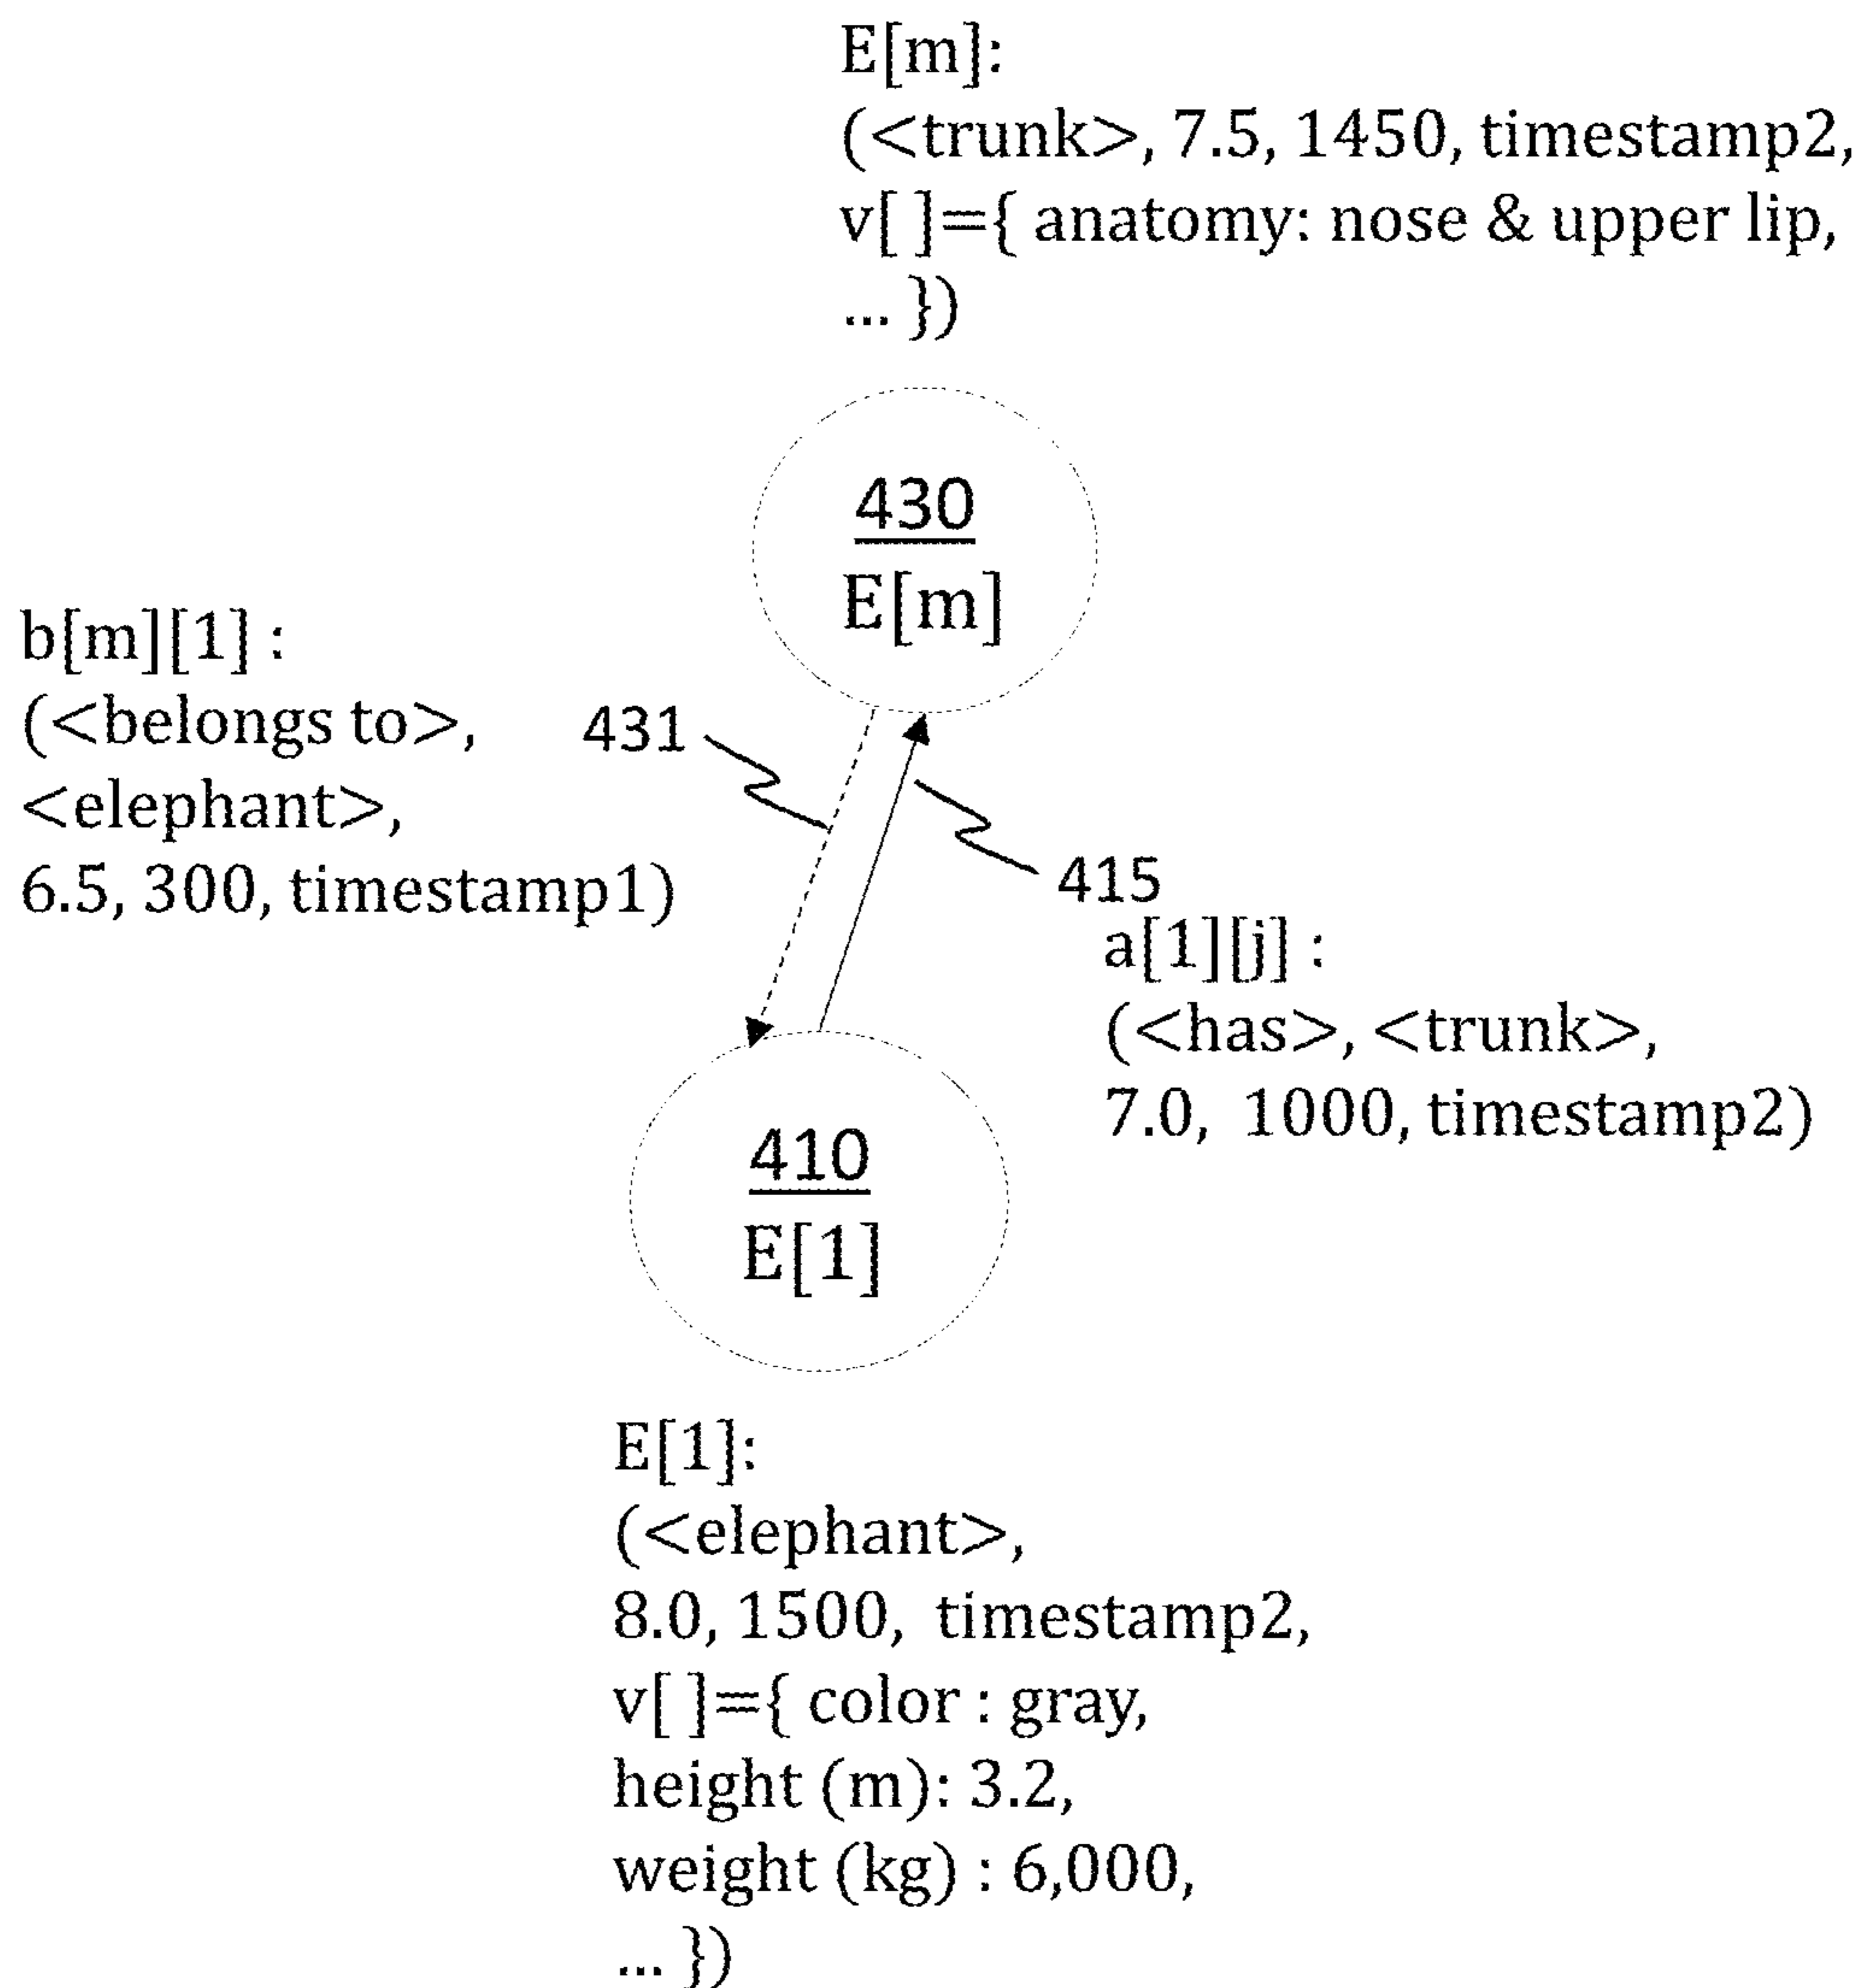 E[m]:
(<trunk>, 7.5, 1450, timestamp2,
v[ ]={ anatomy: nose & upper lip,
... })
430
E[m]
b[m][1] :
(<belongs to>,
<elephant>,
6.5, 300, timestamp1)
431
415
a[1][j] :
(<has>, <trunk>,
7.0, 1000, timestamp2)
410
E[1]
E[1]:
(<elephant>,
8.0, 1500, timestamp2,
v[ ]={ color : gray,
height (m): 3.2,
weight (kg) : 6,000,
... })